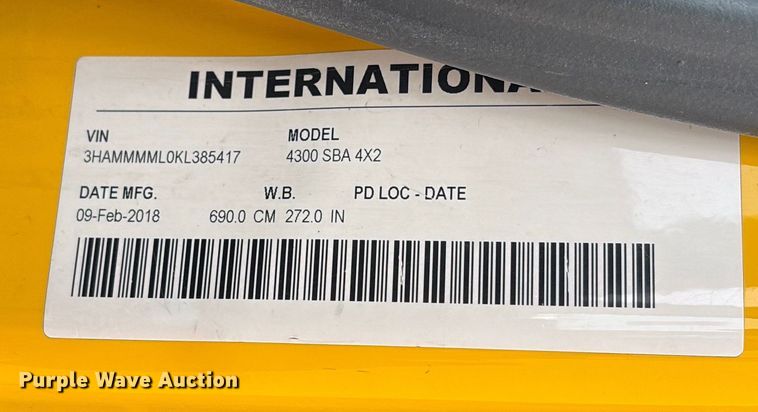 INTERNATIONA
VIN MODEL
3HAMMMML0KL385417 4300 SBA 4X2
DATE MFG. W.B. PD LOC - DATE
09-Feb-2018 690.0 CM 272.0 IN
Purple Wave Auction